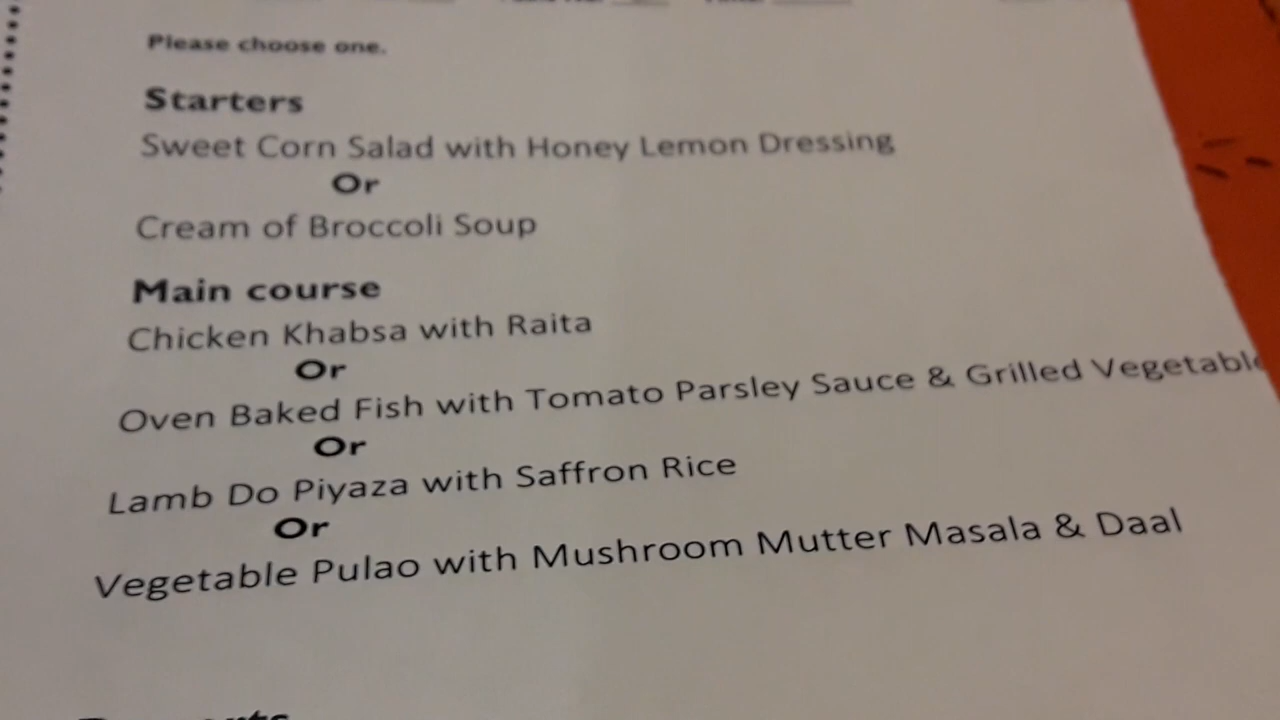 Please choose one.
Starters
Sweet Corn Salad with Honey Lemon Dressing
Or
Cream of Broccoli Soup
Main course
Chicken Khabsa with Raita
Or
Oven Baked Fish with Tomato Parsley Sauce & Grilled Vegetable
Or
Lamb Do Piyaza with Saffron Rice
Or
Vegetable Pulao with Mushroom Mutter Masala & Daal